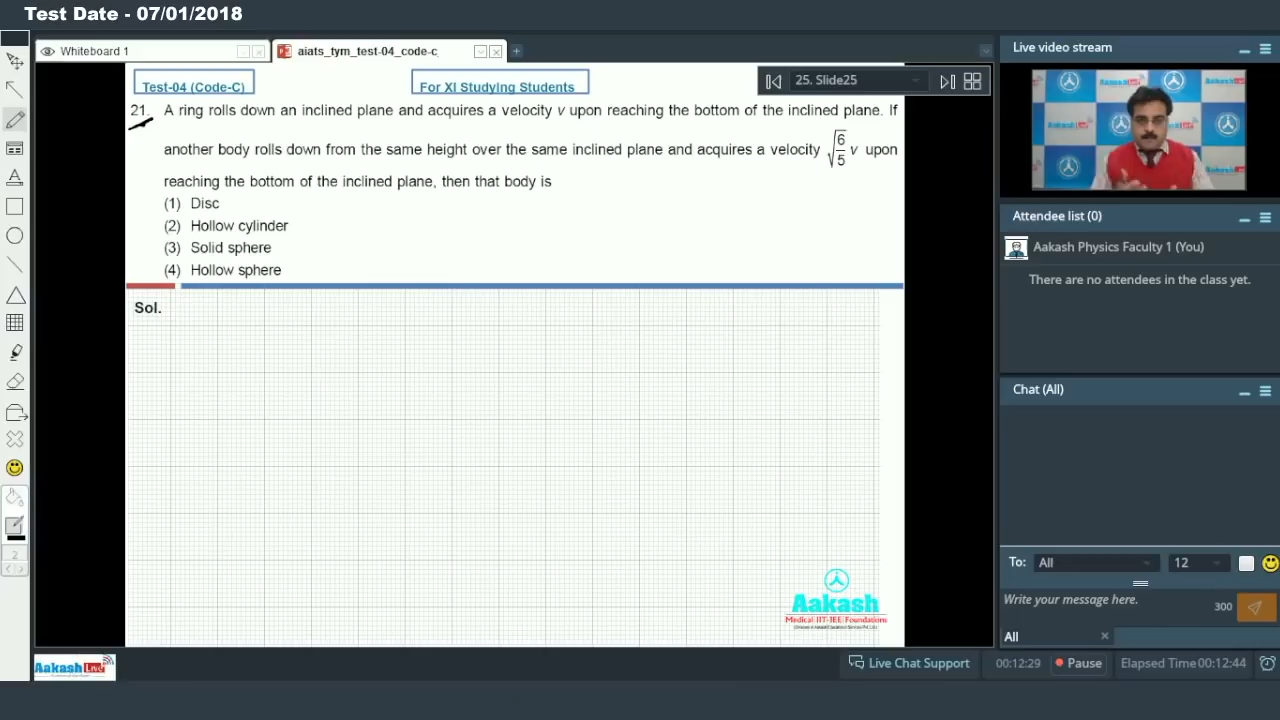 Test Date - 07/01/2018
Whiteboard 1
aiats_tym_test-04_code-c
Test-04 (Code-C)
For XI Studying Students
25. Slide25
21. A ring rolls down an inclined plane and acquires a velocity v upon reaching the bottom of the inclined plane. If
another body rolls down from the same height over the same inclined plane and acquires a velocity √(6/5) v upon
reaching the bottom of the inclined plane, then that body is
(1) Disc
(2) Hollow cylinder
(3) Solid sphere
(4) Hollow sphere
Sol.
Aakash
Medical|IIT-JEE|Foundations
Live video stream
Attendee list (0)
Aakash Physics Faculty 1 (You)
There are no attendees in the class yet.
Chat (All)
To: All 12
Write your message here.
300
All
2
Aakash Live
Live Chat Support
00:12:29
Pause
Elapsed Time 00:12:44